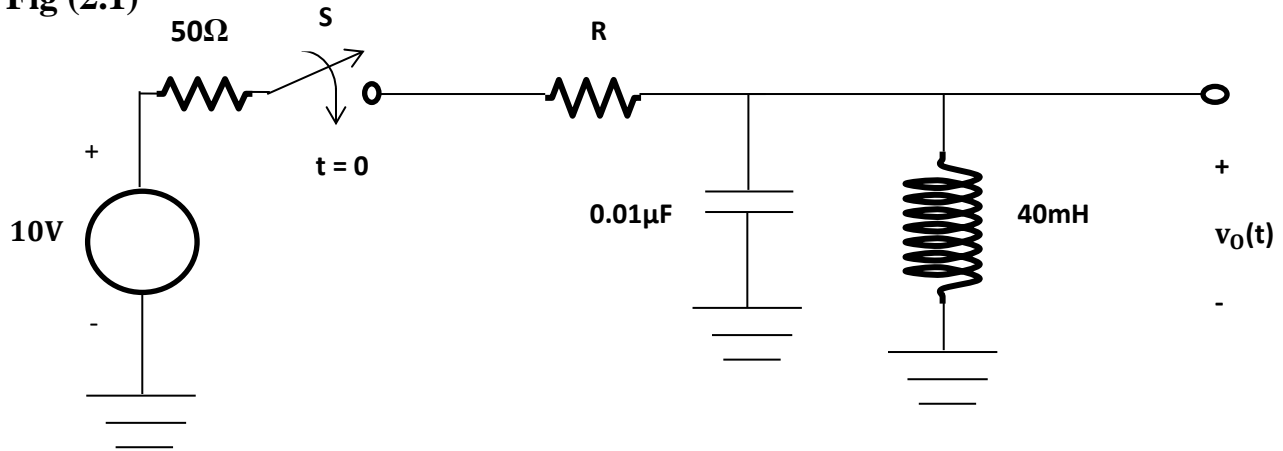 Fig (2.1)
50Ω
S
R
t = 0
+
10V
-
0.01µF
40mH
+
v₀(t)
-